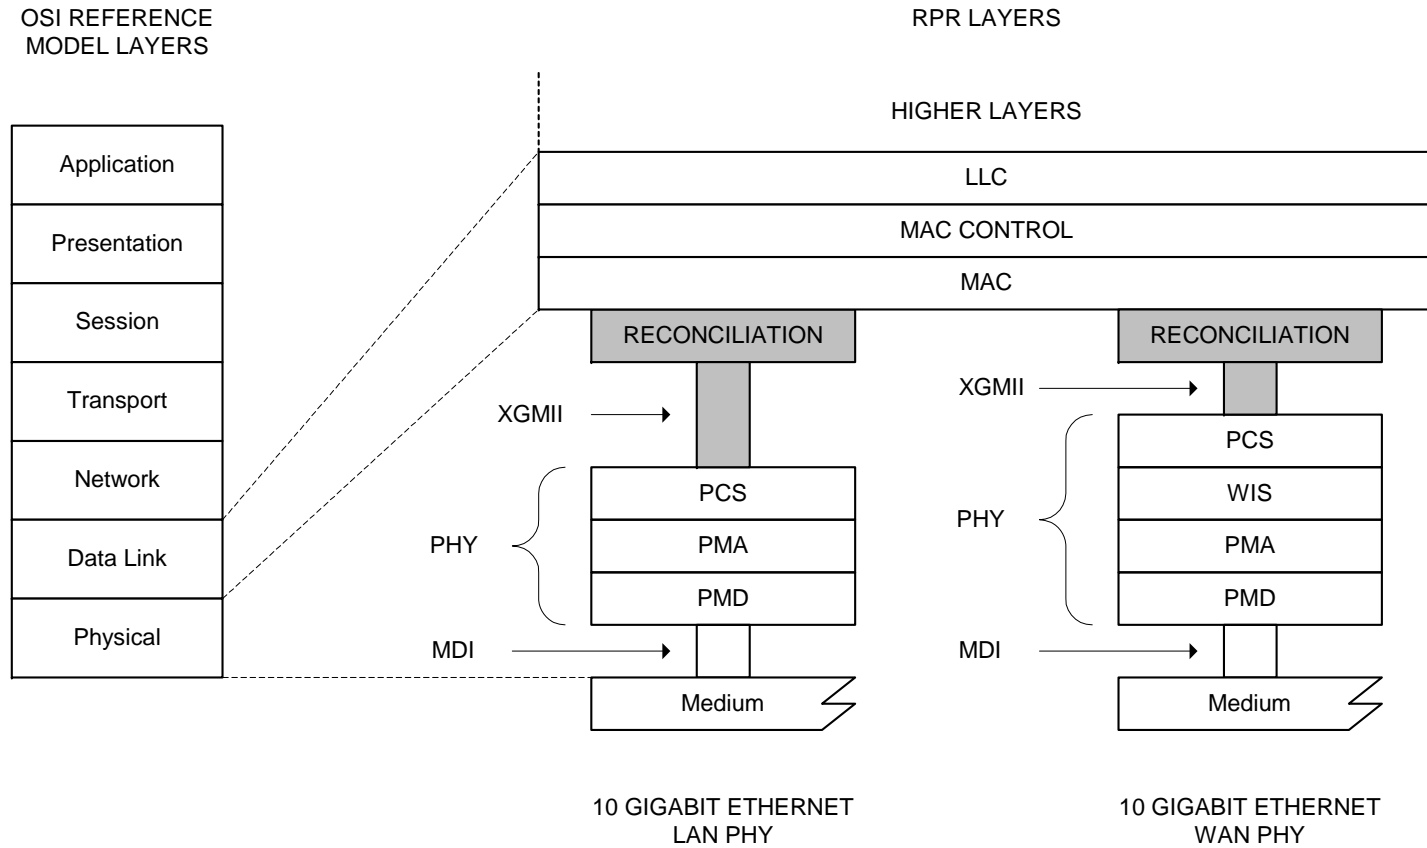 OSI REFERENCE
MODEL LAYERS
RPR LAYERS
HIGHER LAYERS
Application
Presentation
Session
Transport
Network
Data Link
Physical
LLC
MAC CONTROL
MAC
RECONCILIATION
XGMII
PCS
PHY
PMA
PMD
MDI
Medium
10 GIGABIT ETHERNET
LAN PHY
RECONCILIATION
XGMII
PCS
WIS
PHY
PMA
PMD
MDI
Medium
10 GIGABIT ETHERNET
WAN PHY